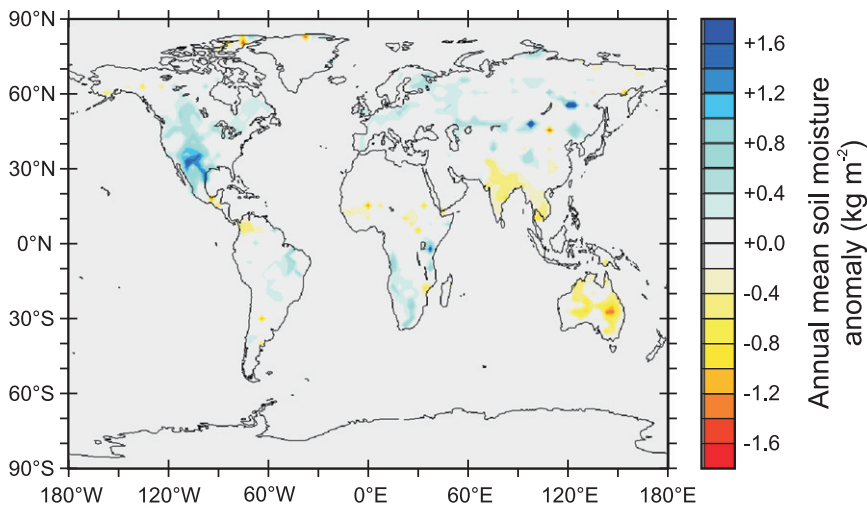 90°N
60°N
30°N
0°N
30°S
60°S
90°S
180°W
120°W
60°W
0°E
60°E
120°E
180°E
+1.6
+1.2
+0.8
+0.4
+0.0
-0.4
-0.8
-1.2
-1.6
Annual mean soil moisture
anomaly (kg m⁻²)